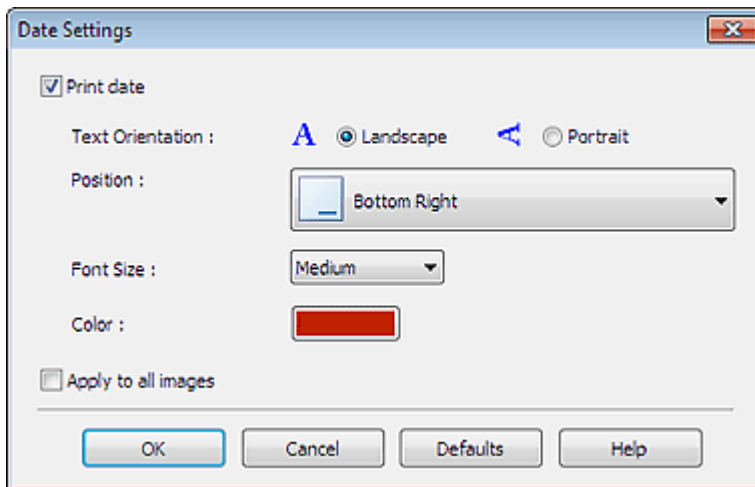 Date Settings
Print date
Text Orientation : A Landscape A Portrait
Position : Bottom Right
Font Size : Medium
Color :
Apply to all images
OK Cancel Defaults Help